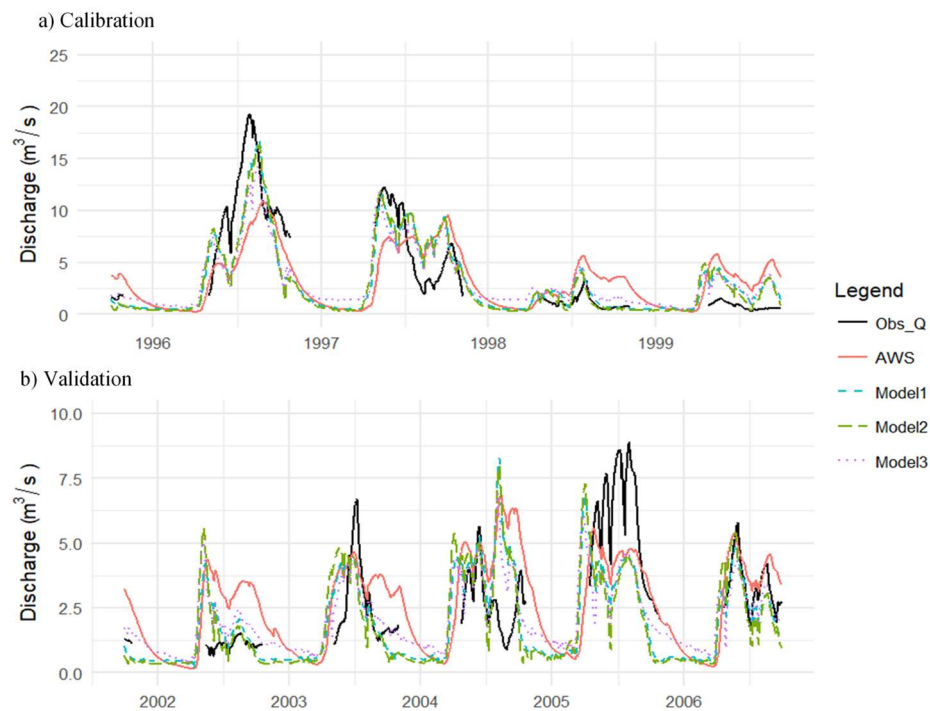 a) Calibration
25
20
15
10
5
0
Discharge (m³/s )
1996 1997 1998 1999
b) Validation
10.0
7.5
5.0
2.5
0.0
Discharge (m³/s )
2002 2003 2004 2005 2006
Legend
Obs_Q
AWS
Model1
Model2
Model3